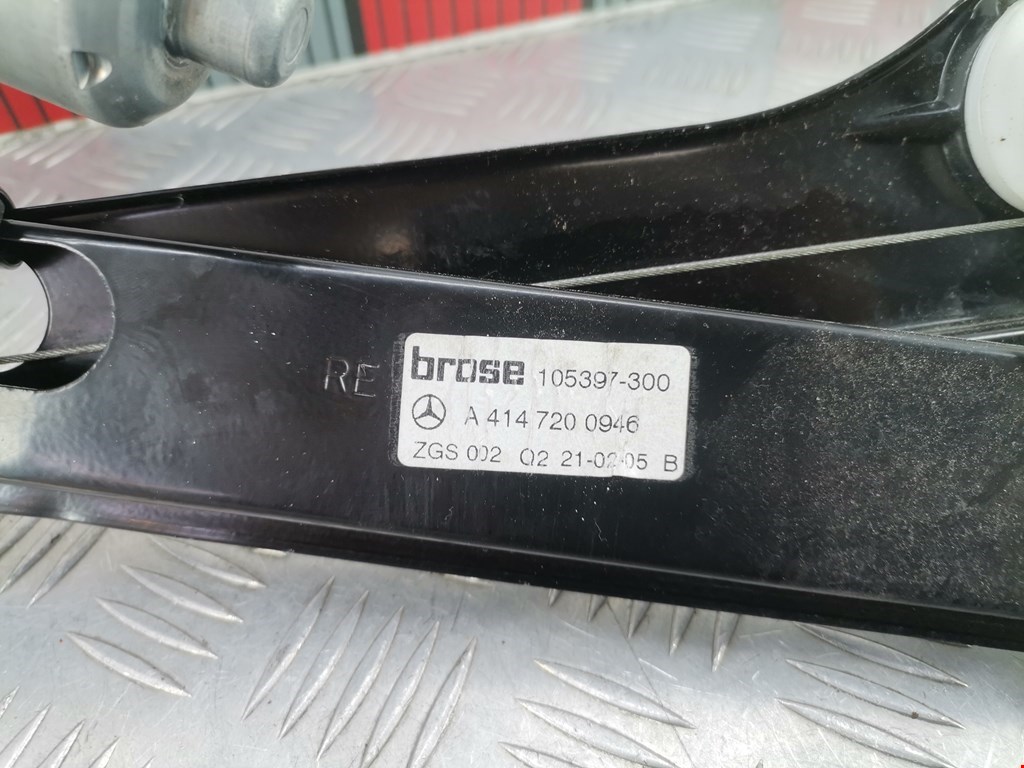 RE
brose 105397-300
A 414 720 0946
ZGS 002 Q2 21-02-05 B